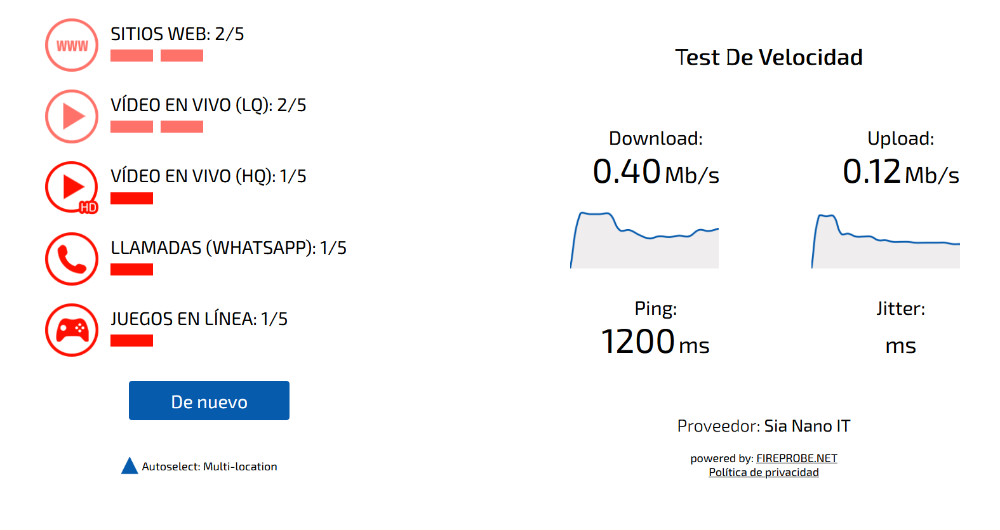 WWW
SITIOS WEB: 2/5
VÍDEO EN VIVO (LQ): 2/5
HD
VÍDEO EN VIVO (HQ): 1/5
LLAMADAS (WHATSAPP): 1/5
JUEGOS EN LÍNEA: 1/5
De nuevo
Autoselect: Multi-location
Test De Velocidad
Download:
0.40 Mb/s
Upload:
0.12 Mb/s
Ping:
1200 ms
Jitter:
ms
Proveedor: Sia Nano IT
powered by: FIREPROBE.NET
Política de privacidad